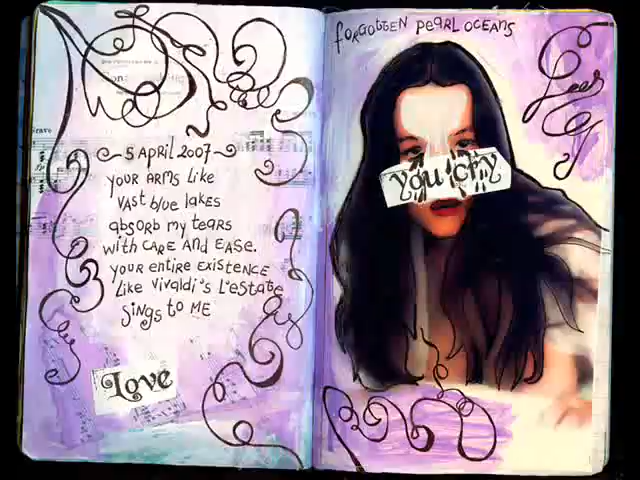 5 April 2007
your arms like
vast blue lakes
absorb my tears
with care and ease.
your entire existence
like Vivaldi's L'estate
sings to me
Love
forgotten pearl oceans
you cry